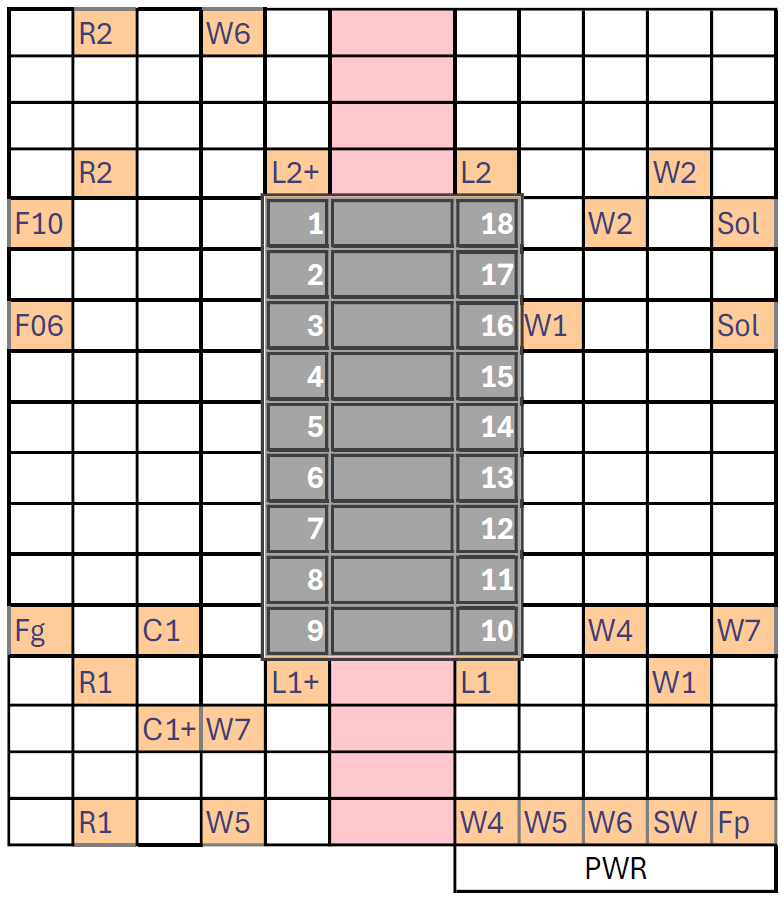 R2 W6
R2 L2+ L2 W2
F10 1 18 W2 Sol
2 17
F06 3 16 W1 Sol
4 15
5 14
6 13
7 12
8 11
Fg C1 9 10 W4 W7
R1 L1+ L1 W1
C1+ W7
R1 W5 W4 W5 W6 SW Fp
PWR